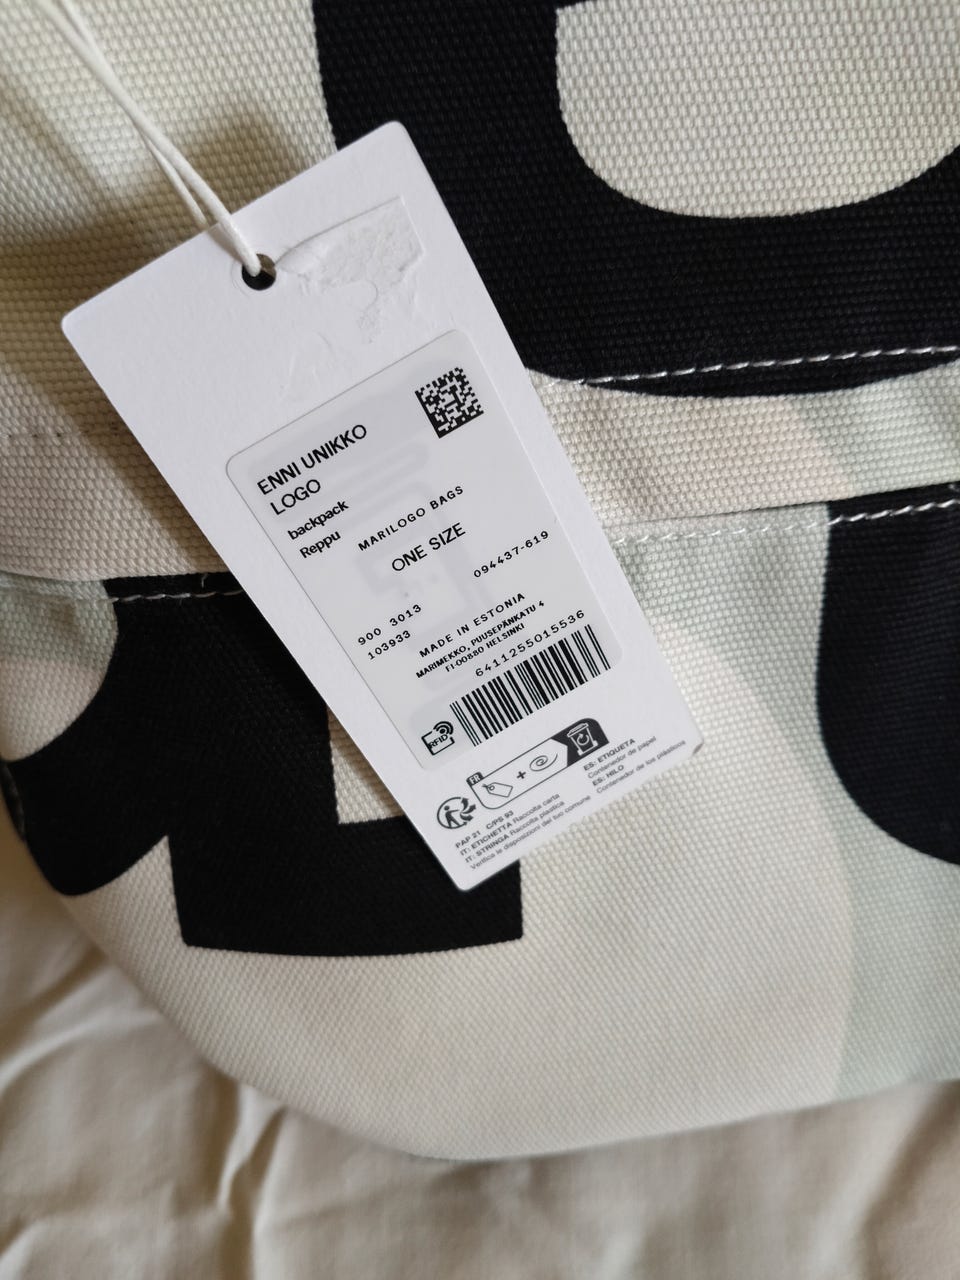 ENNI UNIKKO
LOGO
backpack
Reppu
MARILOGO BAGS
ONE SIZE
094437-619
900 3013
103933
MADE IN ESTONIA
MARIMEKKO, PUUSEPÄNKATU 4
FI-00880 HELSINKI
6411255015536
RFID
FR
PAP 21 C/PS 93
IT: ETICHETTA Raccolta carta
IT: STRINGA Raccolta plastica
Verifica le disposizioni del tuo comune
ES: ETIQUETA
Contenedor de papel
ES: HILO
Contenedor de los plásticos